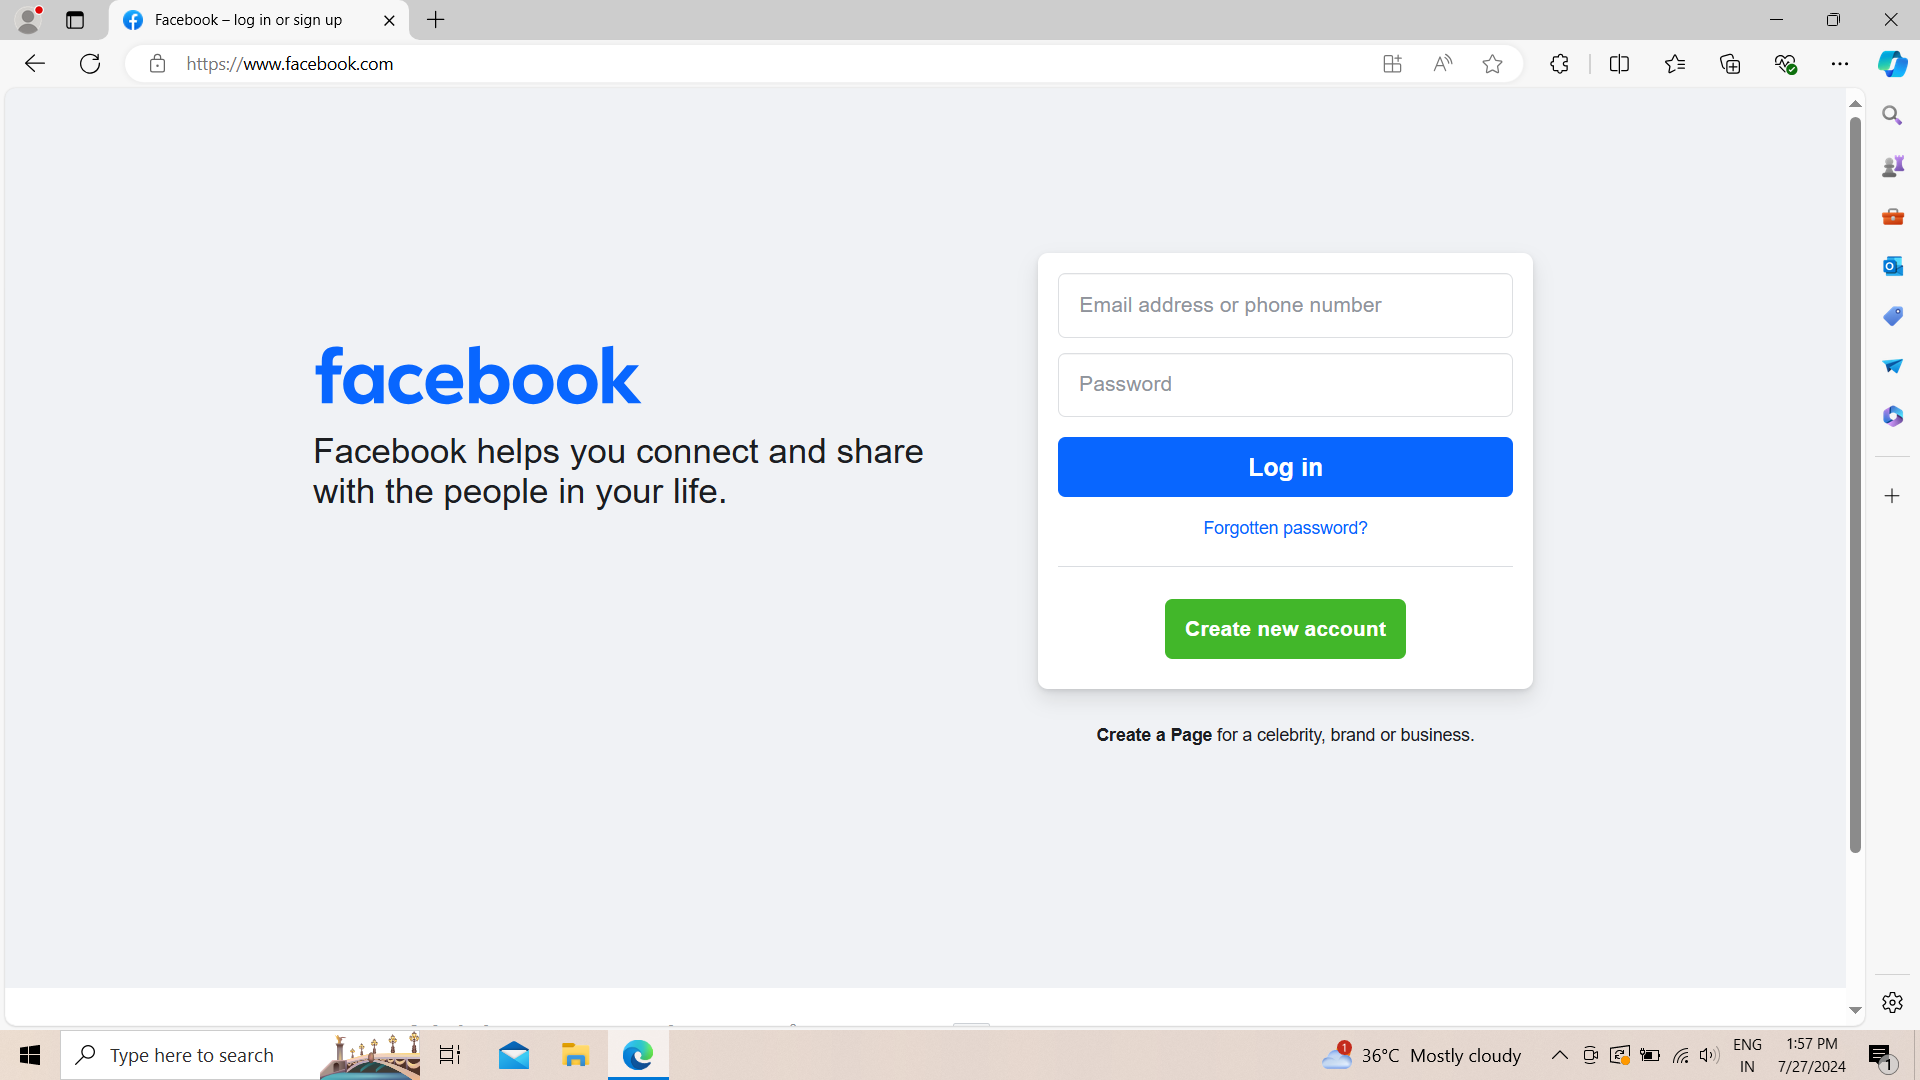 Facebook – log in or sign up
https://www.facebook.com
facebook
Facebook helps you connect and share
with the people in your life.
Email address or phone number
Password
Log in
Forgotten password?
Create new account
Create a Page for a celebrity, brand or business.
Type here to search
1
36°C Mostly cloudy
ENG
IN
1:57 PM
7/27/2024
1